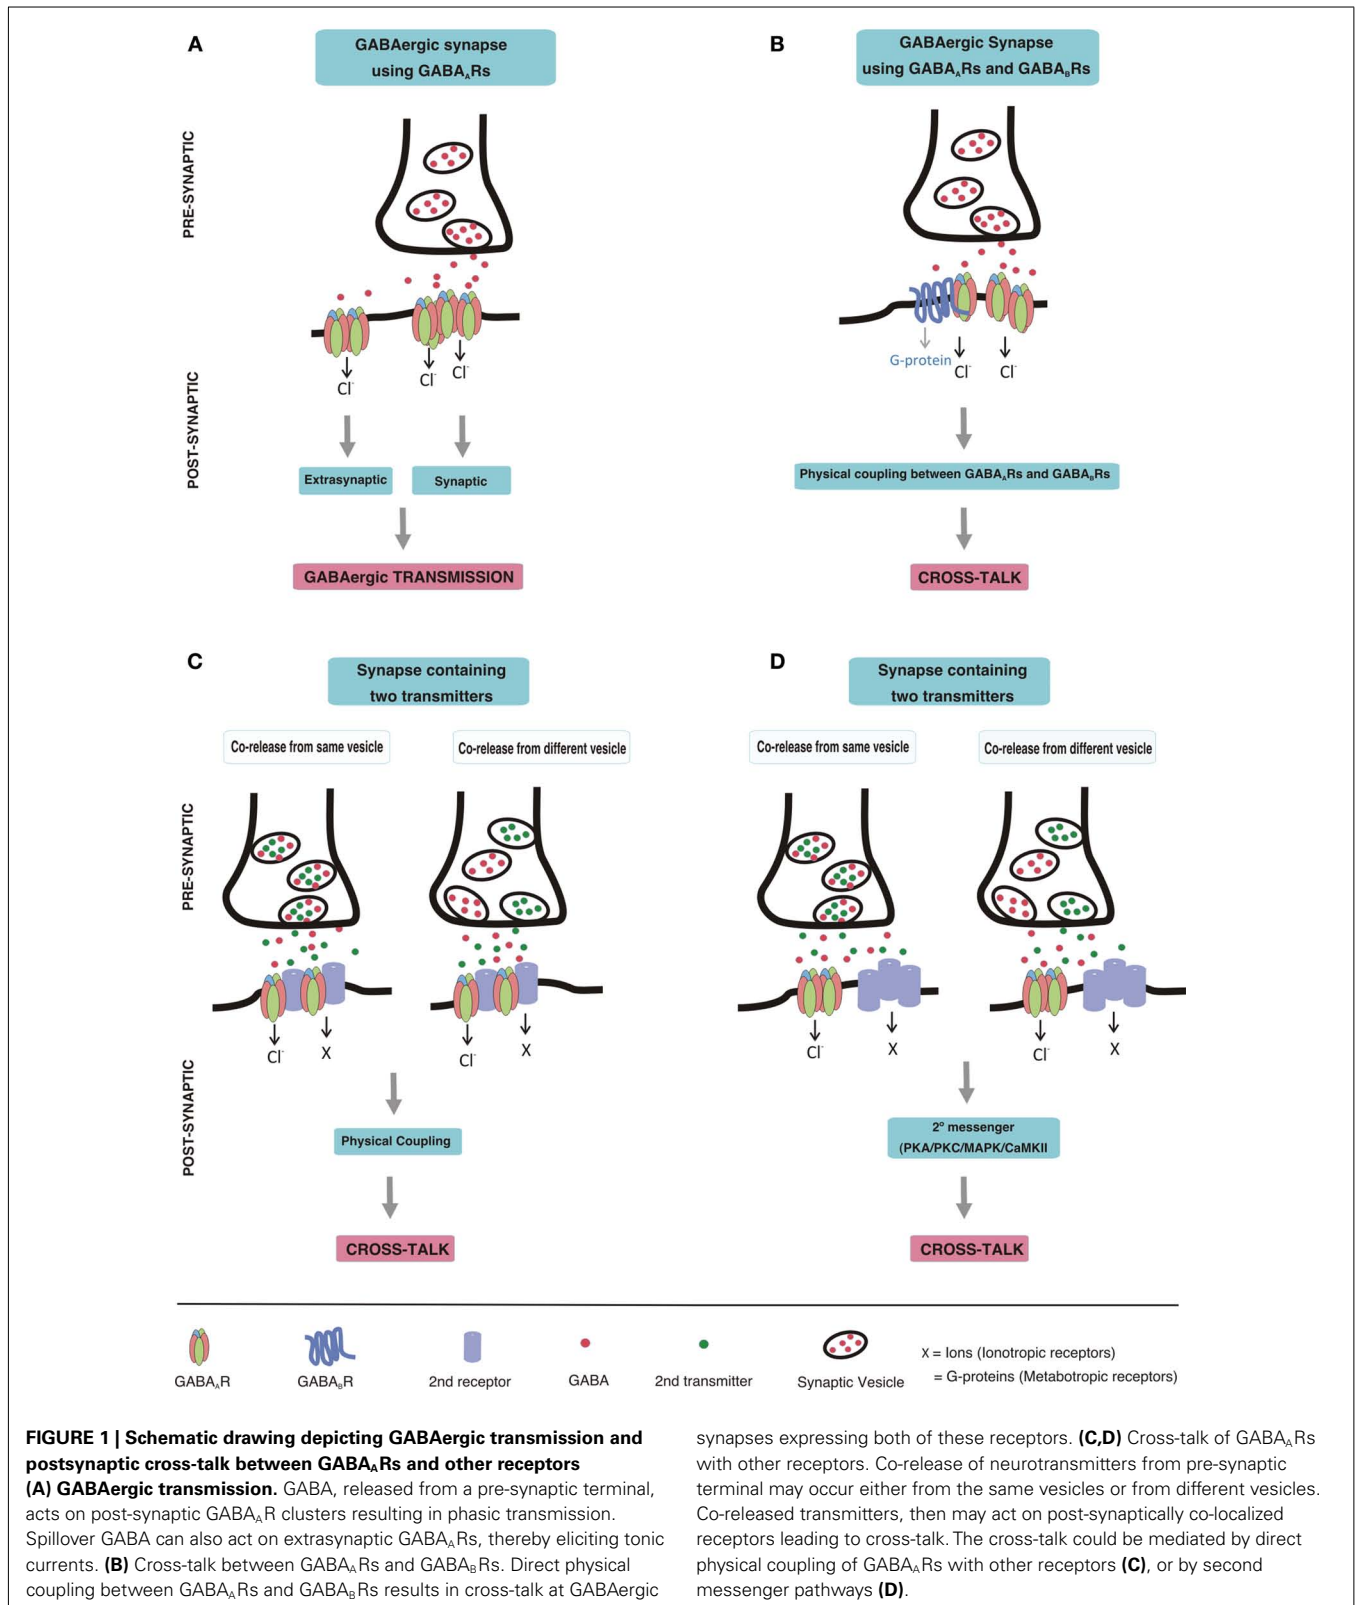 A
GABAergic synapse
using GABAARs
PRE-SYNAPTIC
POST-SYNAPTIC
Cl-
Cl-
Cl-
Extrasynaptic
Synaptic
GABAergic TRANSMISSION
B
GABAergic Synapse
using GABAARs and GABABRs
G-protein
Cl-
Cl-
Physical coupling between GABAARs and GABABRs
CROSS-TALK
C
Synapse containing
two transmitters
Co-release from same vesicle
Co-release from different vesicle
PRE-SYNAPTIC
POST-SYNAPTIC
Cl-
X
Cl-
X
Physical Coupling
CROSS-TALK
D
Synapse containing
two transmitters
Co-release from same vesicle
Co-release from different vesicle
Cl-
X
Cl-
X
2º messenger
(PKA/PKC/MAPK/CaMKII
CROSS-TALK
GABAAR
GABABR
2nd receptor
GABA
2nd transmitter
Synaptic Vesicle
X = Ions (Ionotropic receptors)
= G-proteins (Metabotropic receptors)
FIGURE 1 | Schematic drawing depicting GABAergic transmission and
postsynaptic cross-talk between GABAARs and other receptors
(A) GABAergic transmission. GABA, released from a pre-synaptic terminal,
acts on post-synaptic GABAAR clusters resulting in phasic transmission.
Spillover GABA can also act on extrasynaptic GABAARs, thereby eliciting tonic
currents. (B) Cross-talk between GABAARs and GABABRs. Direct physical
coupling between GABAARs and GABABRs results in cross-talk at GABAergic
synapses expressing both of these receptors. (C,D) Cross-talk of GABAARs
with other receptors. Co-release of neurotransmitters from pre-synaptic
terminal may occur either from the same vesicles or from different vesicles.
Co-released transmitters, then may act on post-synaptically co-localized
receptors leading to cross-talk. The cross-talk could be mediated by direct
physical coupling of GABAARs with other receptors (C), or by second
messenger pathways (D).